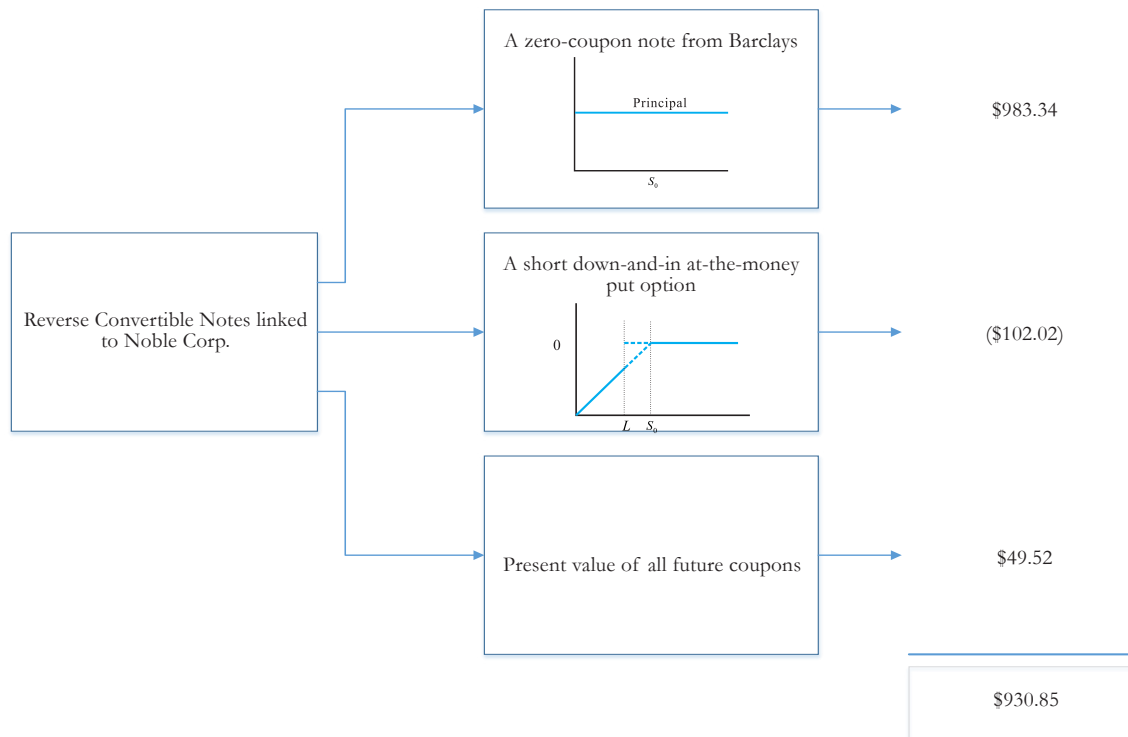 A zero-coupon note from Barclays
Principal
S₀
$983.34
Reverse Convertible Notes linked
to Noble Corp.
A short down-and-in at-the-money
put option
0
L S₀
($102.02)
Present value of all future coupons
$49.52
$930.85